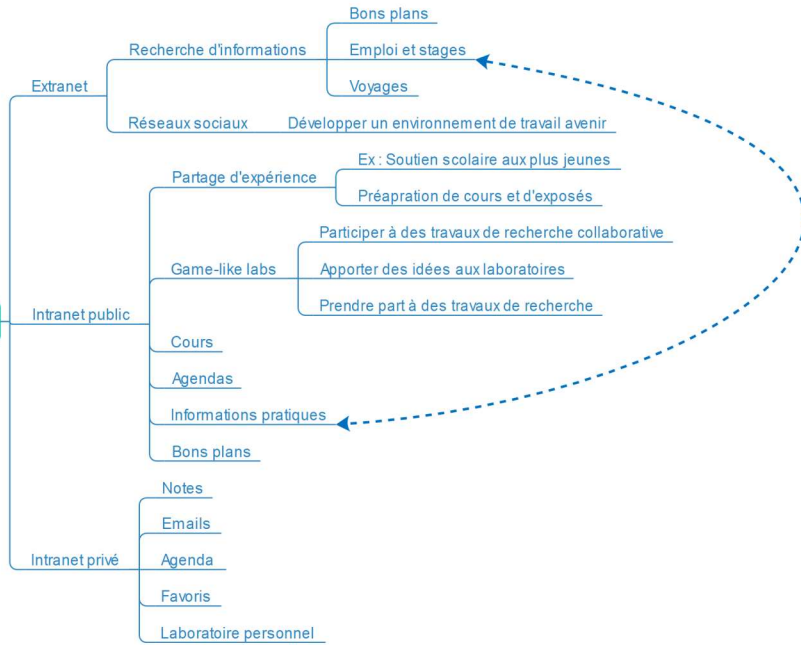 Extranet
Recherche d'informations
Bons plans
Emploi et stages
Voyages
Réseaux sociaux
Développer un environnement de travail avenir
Intranet public
Partage d'expérience
Ex : Soutien scolaire aux plus jeunes
Préapration de cours et d'exposés
Game-like labs
Participer à des travaux de recherche collaborative
Apporter des idées aux laboratoires
Prendre part à des travaux de recherche
Cours
Agendas
Informations pratiques
Bons plans
Intranet privé
Notes
Emails
Agenda
Favoris
Laboratoire personnel